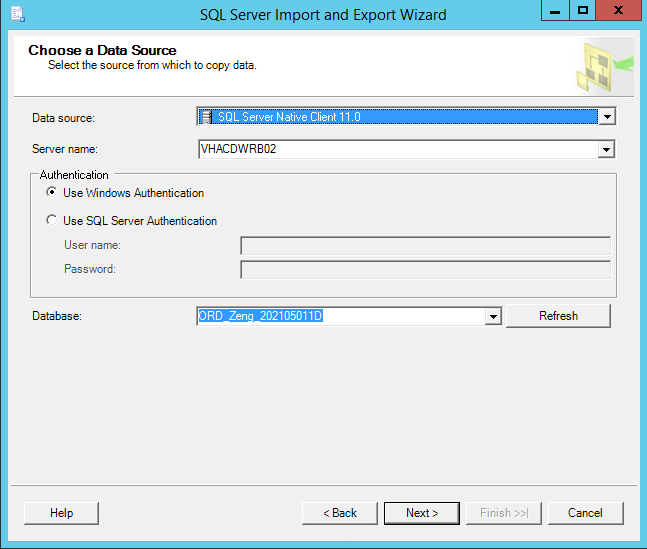 SQL Server Import and Export Wizard
Choose a Data Source
Select the source from which to copy data.
Data source:
SQL Server Native Client 11.0
Server name:
VHACDWRB02
Authentication
Use Windows Authentication
Use SQL Server Authentication
User name:
Password:
Database:
ORD_Zeng_202105011D
Refresh
Help
< Back
Next >
Finish >>|
Cancel